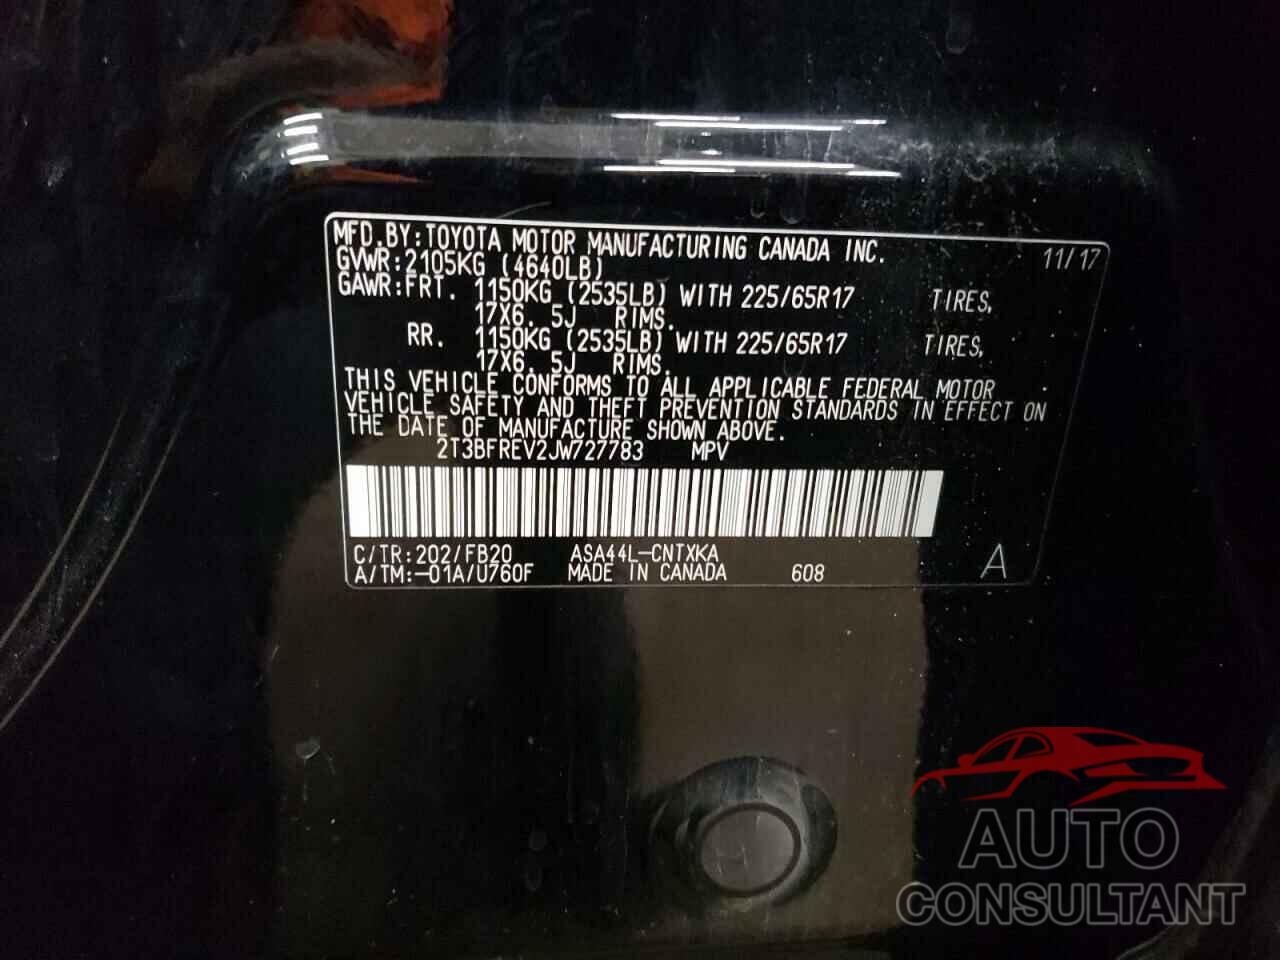 MFD.BY:TOYOTA MOTOR MANUFACTURING CANADA INC. 11/17
GVWR:2105KG (4640LB)
GAWR:FRT. 1150KG (2535LB) WITH 225/65R17 TIRES,
17X6. 5J RIMS.
RR. 1150KG (2535LB) WITH 225/65R17 TIRES,
17X6. 5J RIMS.
THIS VEHICLE CONFORMS TO ALL APPLICABLE FEDERAL MOTOR
VEHICLE SAFETY AND THEFT PREVENTION STANDARDS IN EFFECT ON
THE DATE OF MANUFACTURE SHOWN ABOVE.
2T3BFREV2JW727783 MPV
C/TR:202/FB20 ASA44L-CNTXKA
A/TM:-01A/U760F MADE IN CANADA 608 A
AUTO
CONSULTANT